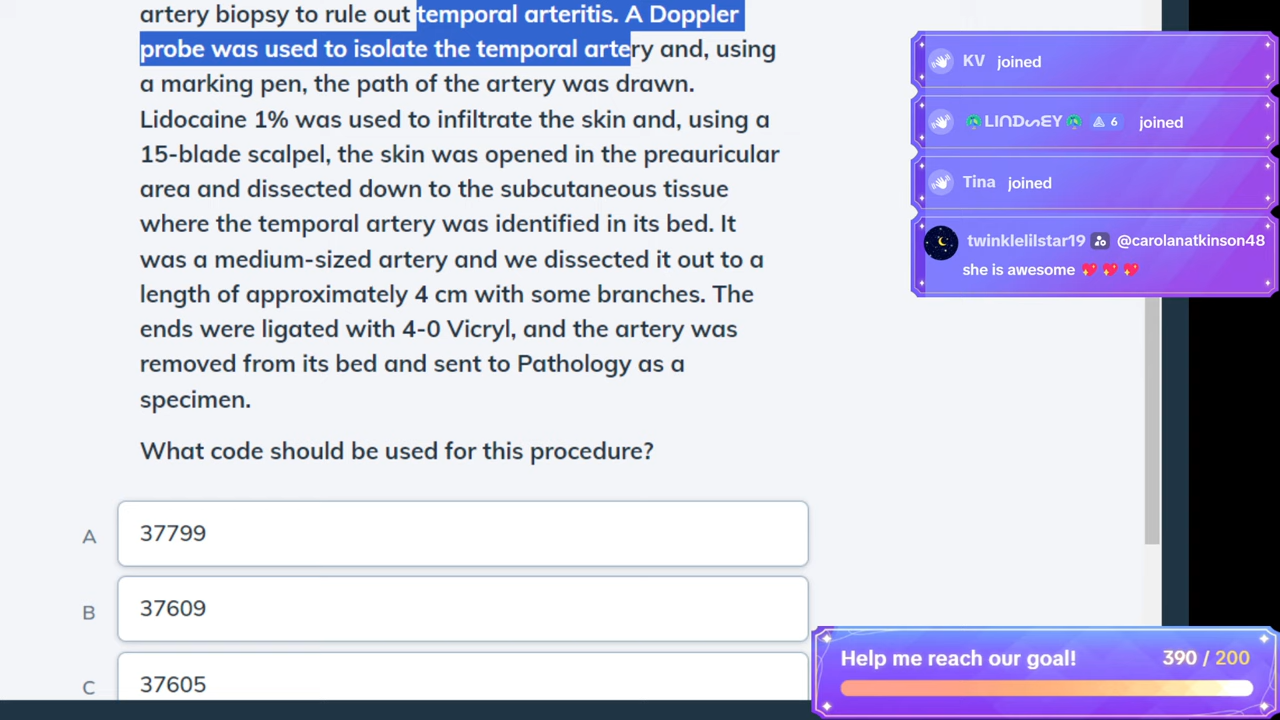 artery biopsy to rule out temporal arteritis. A Doppler
probe was used to isolate the temporal artery and, using
a marking pen, the path of the artery was drawn.
Lidocaine 1% was used to infiltrate the skin and, using a
15-blade scalpel, the skin was opened in the preauricular
area and dissected down to the subcutaneous tissue
where the temporal artery was identified in its bed. It
was a medium-sized artery and we dissected it out to a
length of approximately 4 cm with some branches. The
ends were ligated with 4-0 Vicryl, and the artery was
removed from its bed and sent to Pathology as a
specimen.
What code should be used for this procedure?
A 37799
B 37609
C 37605
KV joined
🦚LIᑎDᔕEY🦚 6 joined
Tina joined
twinklelilstar19 @carolanatkinson48
she is awesome 💖 💖 💖
Help me reach our goal! 390 / 200